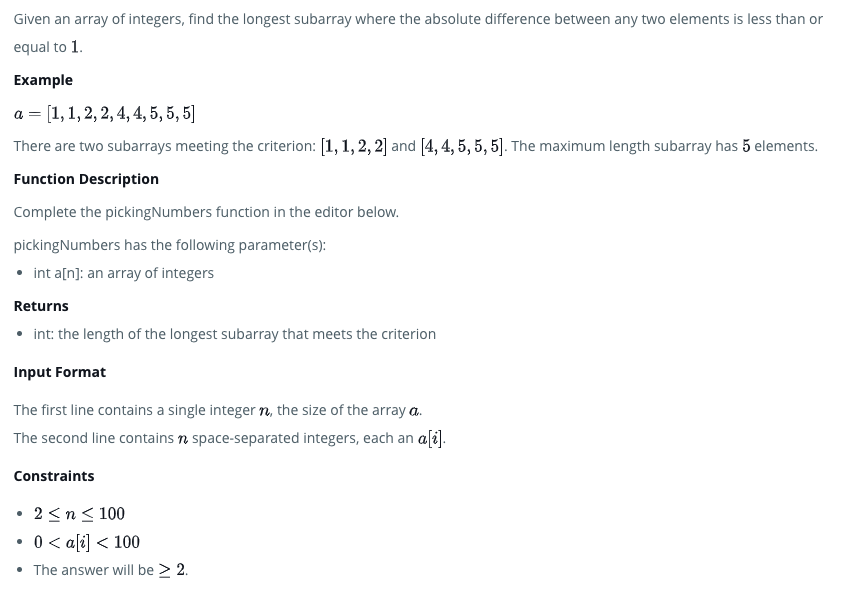 Given an array of integers, find the longest subarray where the absolute difference between any two elements is less than or
equal to 1.
Example
a = [1, 1, 2, 2, 4, 4, 5, 5, 5]
There are two subarrays meeting the criterion: [1, 1, 2, 2] and [4, 4, 5, 5, 5]. The maximum length subarray has 5 elements.
Function Description
Complete the pickingNumbers function in the editor below.
pickingNumbers has the following parameter(s):
• int a[n]: an array of integers
Returns
• int: the length of the longest subarray that meets the criterion
Input Format
The first line contains a single integer n, the size of the array a.
The second line contains n space-separated integers, each an a[i].
Constraints
• 2 ≤ n ≤ 100
• 0 < a[i] < 100
• The answer will be ≥ 2.